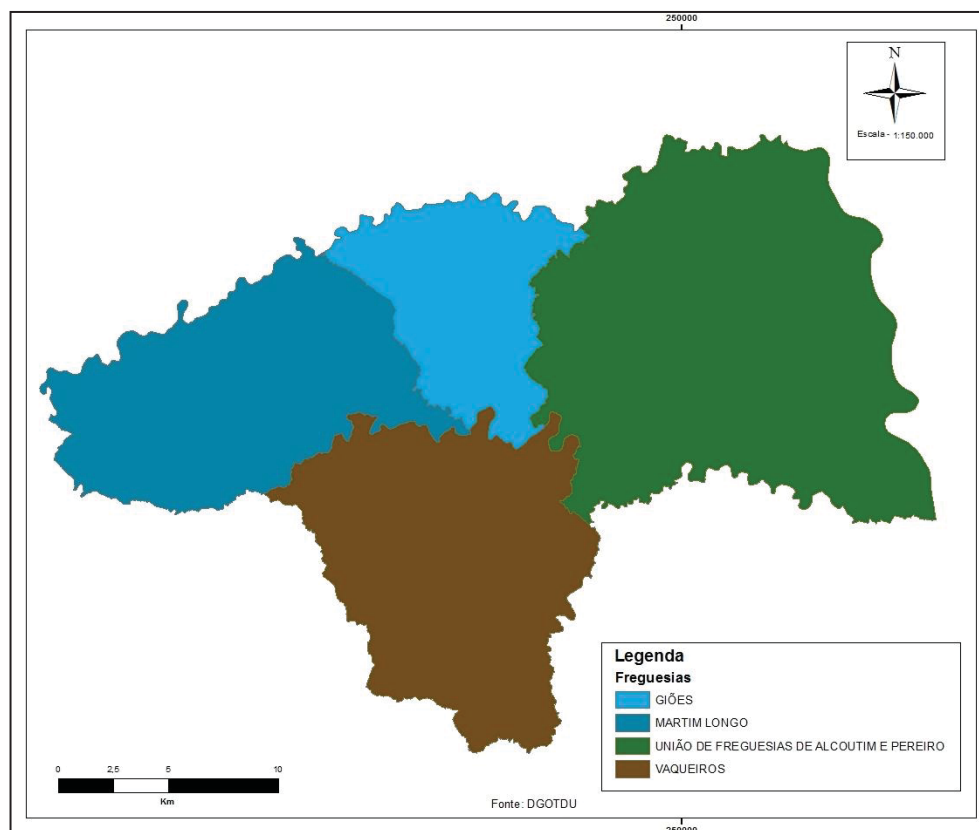 250000
N
Escala - 1:150.000
Legenda
Freguesias
GIÕES
MARTIM LONGO
UNIÃO DE FREGUESIAS DE ALCOUTIM E PEREIRO
VAQUEIROS
0 2,5 5 10
Km
Fonte: DGOTDU
250000